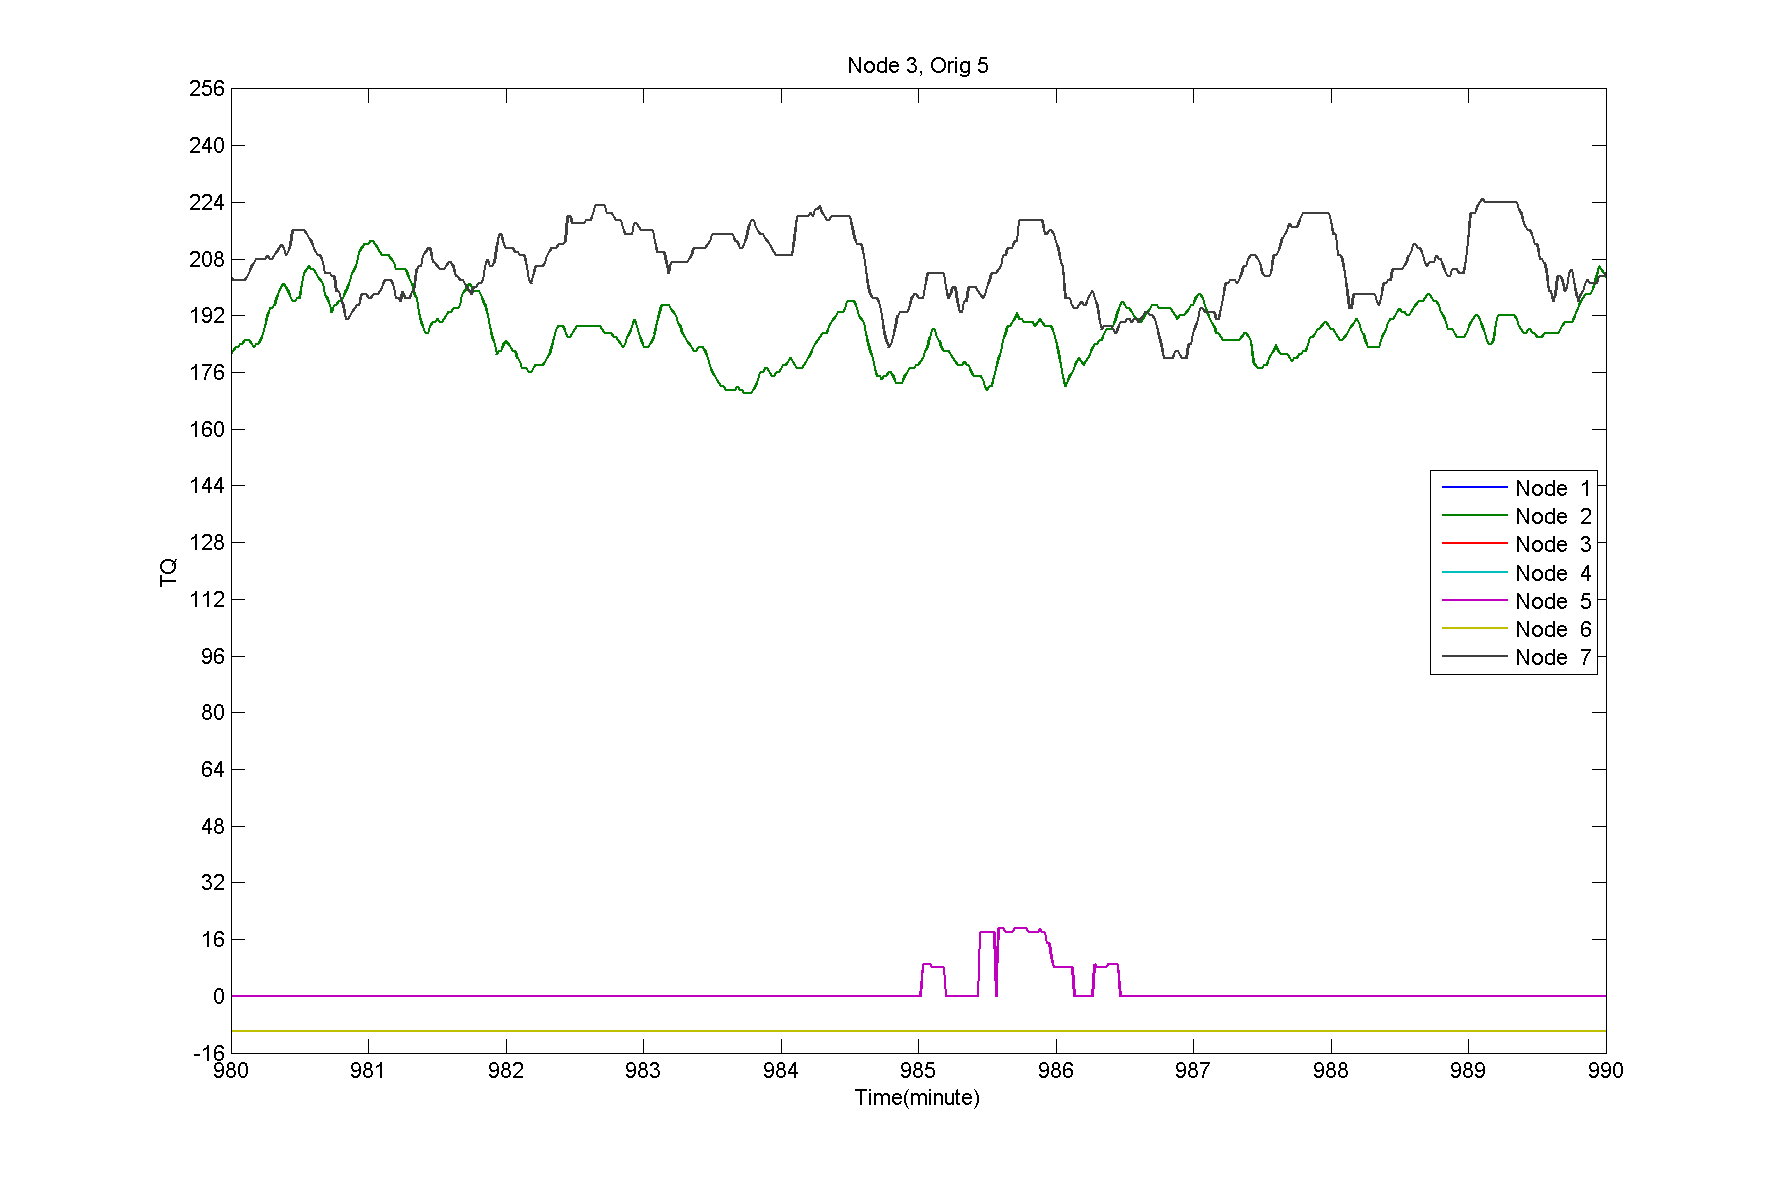 Node 3, Orig 5
256
240
224
208
192
176
160
144
128
112
96
80
64
48
32
16
0
-16
TQ
Node 1
Node 2
Node 3
Node 4
Node 5
Node 6
Node 7
980 981 982 983 984 985 986 987 988 989 990
Time(minute)